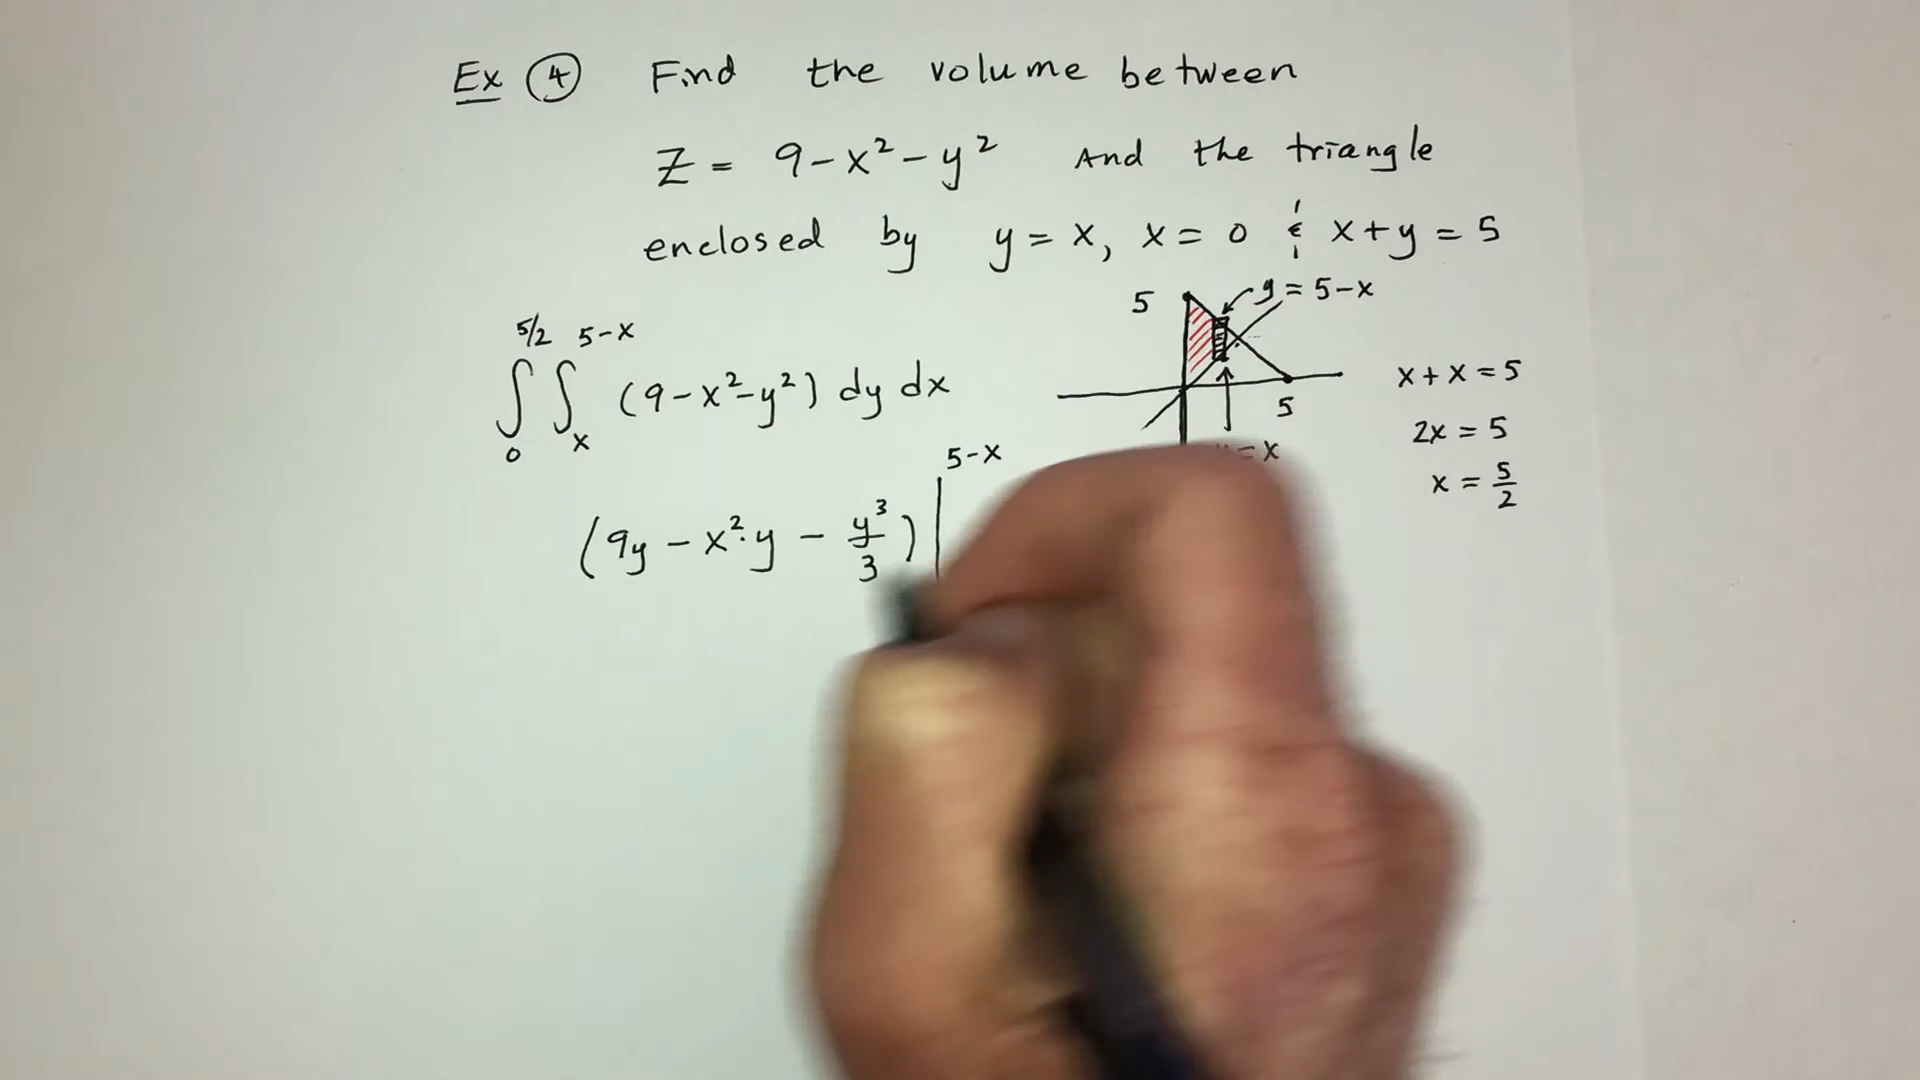 Ex ④ Find the volume between
Z = 9-x²-y² And the triangle
enclosed by y = x, x = 0 & x+y = 5
5 y = 5-x
5/2 5-x
∫∫ (9-x²-y²) dy dx
0 x
5
x+x = 5
2x = 5
x = 5/2
= x
(9y - x²·y - y³/3) | 5-x